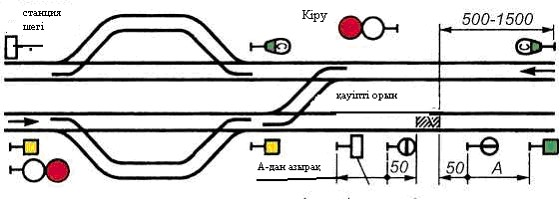 станция
шегі
Кіру
500-1500
С
С
қауіпті орын
А-дан азырақ
50
50
А